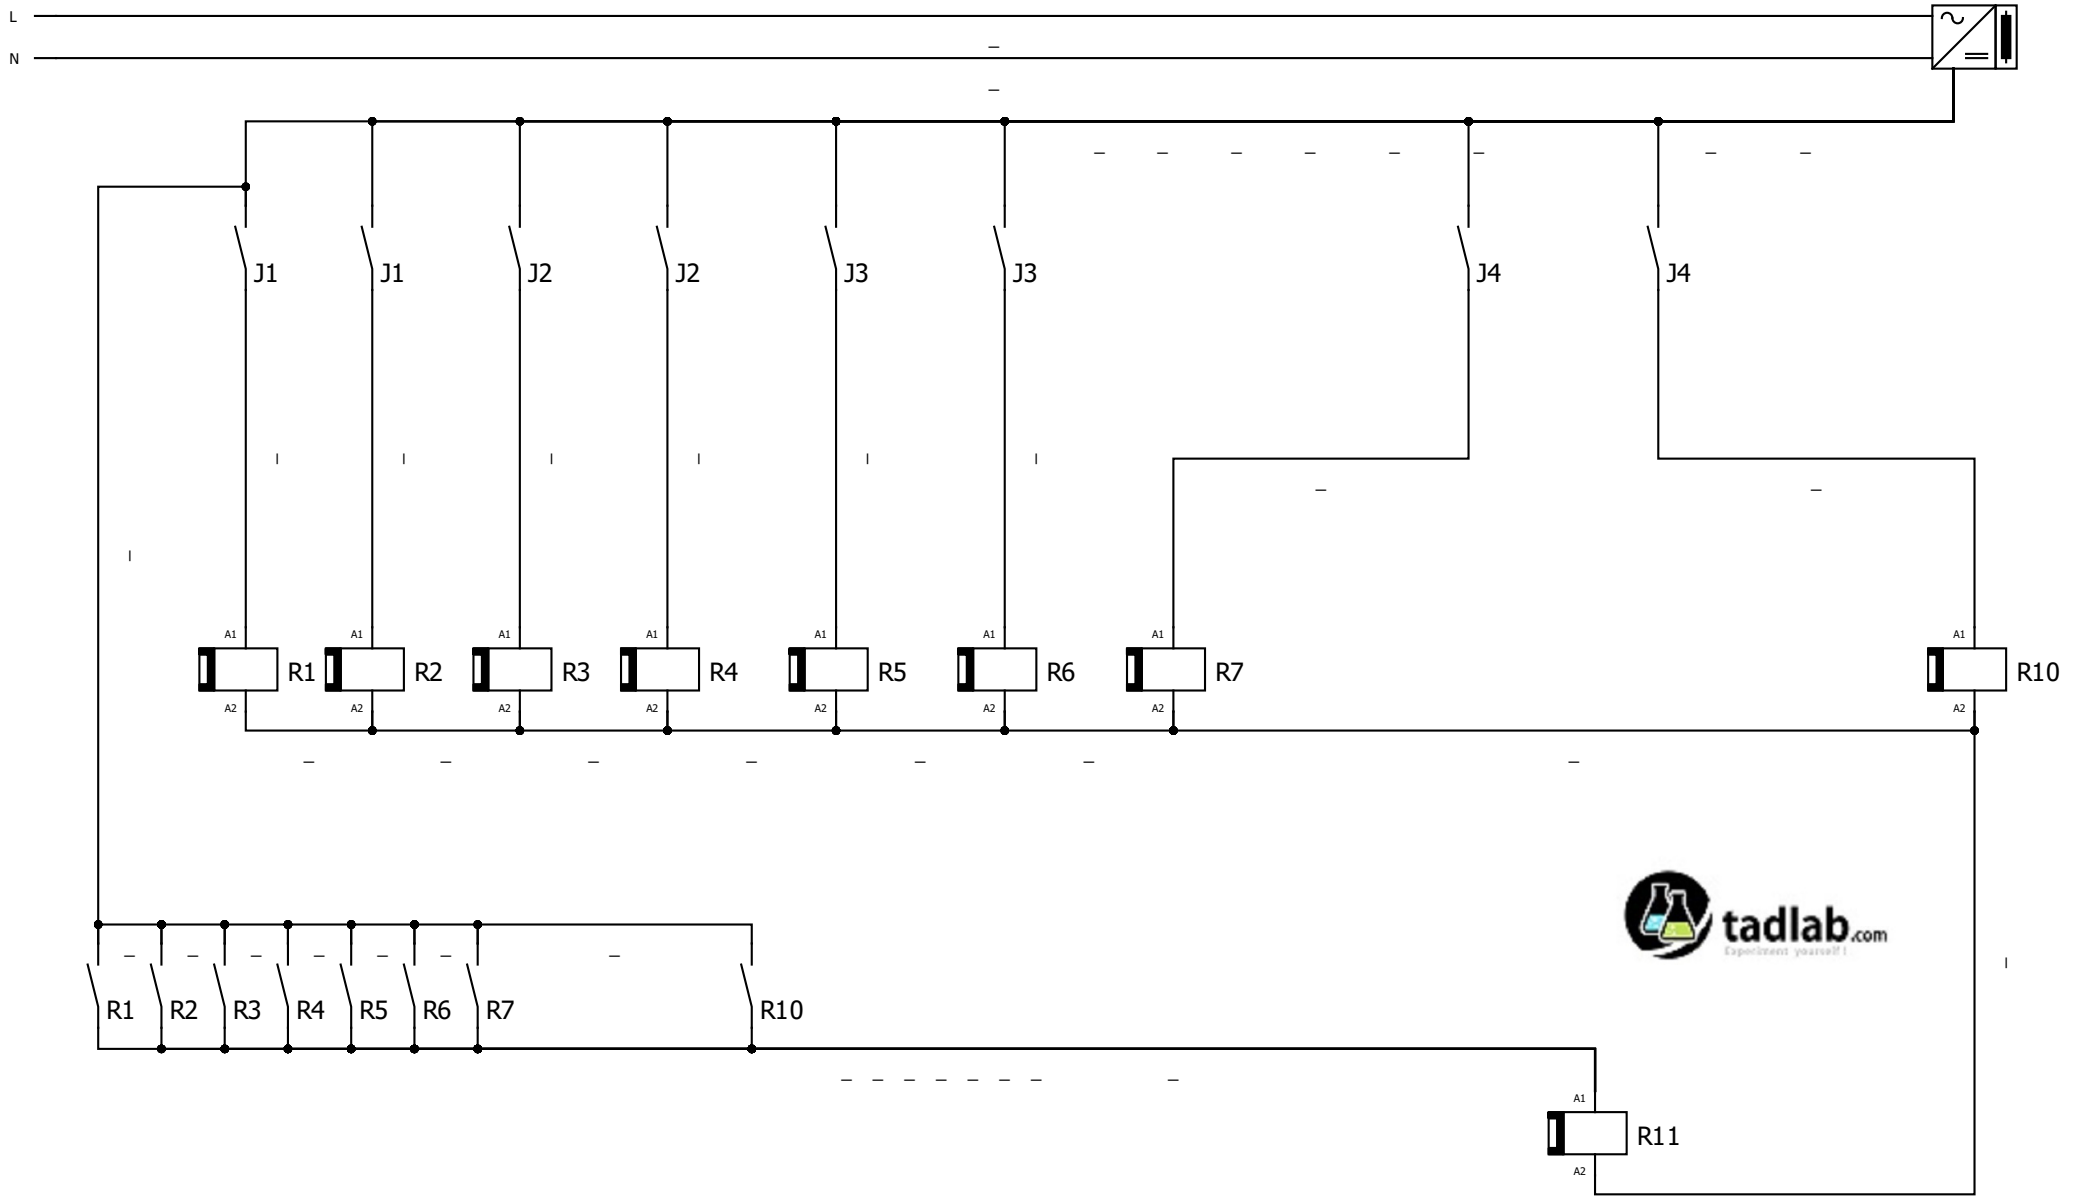 L
N
J1 J1 J2 J2 J3 J3 J4 J4
A1 A1 A1 A1 A1 A1 A1 A1
R1 R2 R3 R4 R5 R6 R7 R10
A2 A2 A2 A2 A2 A2 A2 A2
tadlab.com
Experiment yourself!
R1 R2 R3 R4 R5 R6 R7 R10
A1
R11
A2